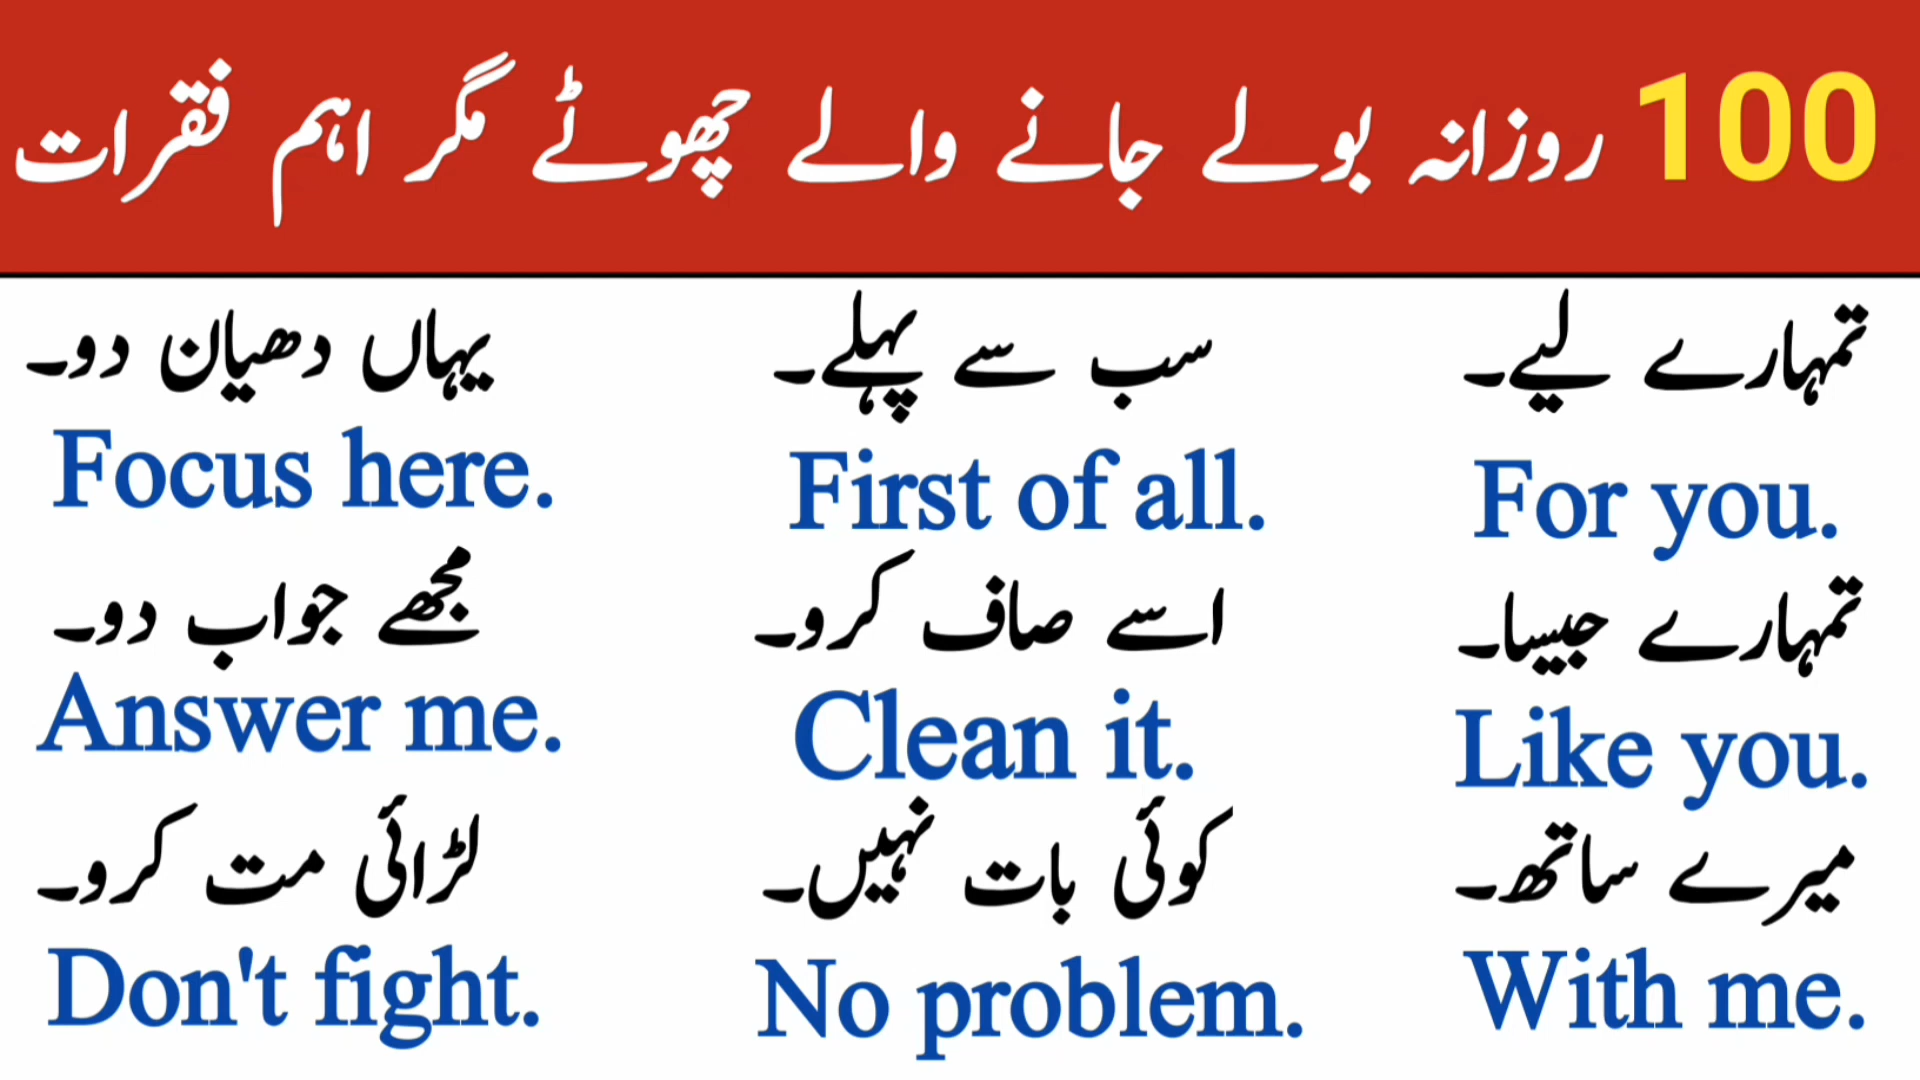 100 روزانہ بولے جانے والے چھوٹے مگر اہم فقرات
تمہارے لیے۔
For you.
تمہارے جیسا۔
Like you.
میرے ساتھ۔
With me.
سب سے پہلے۔
First of all.
اسے صاف کرو۔
Clean it.
کوئی بات نہیں۔
No problem.
یہاں دھیان دو۔
Focus here.
مجھے جواب دو۔
Answer me.
لڑائی مت کرو۔
Don't fight.